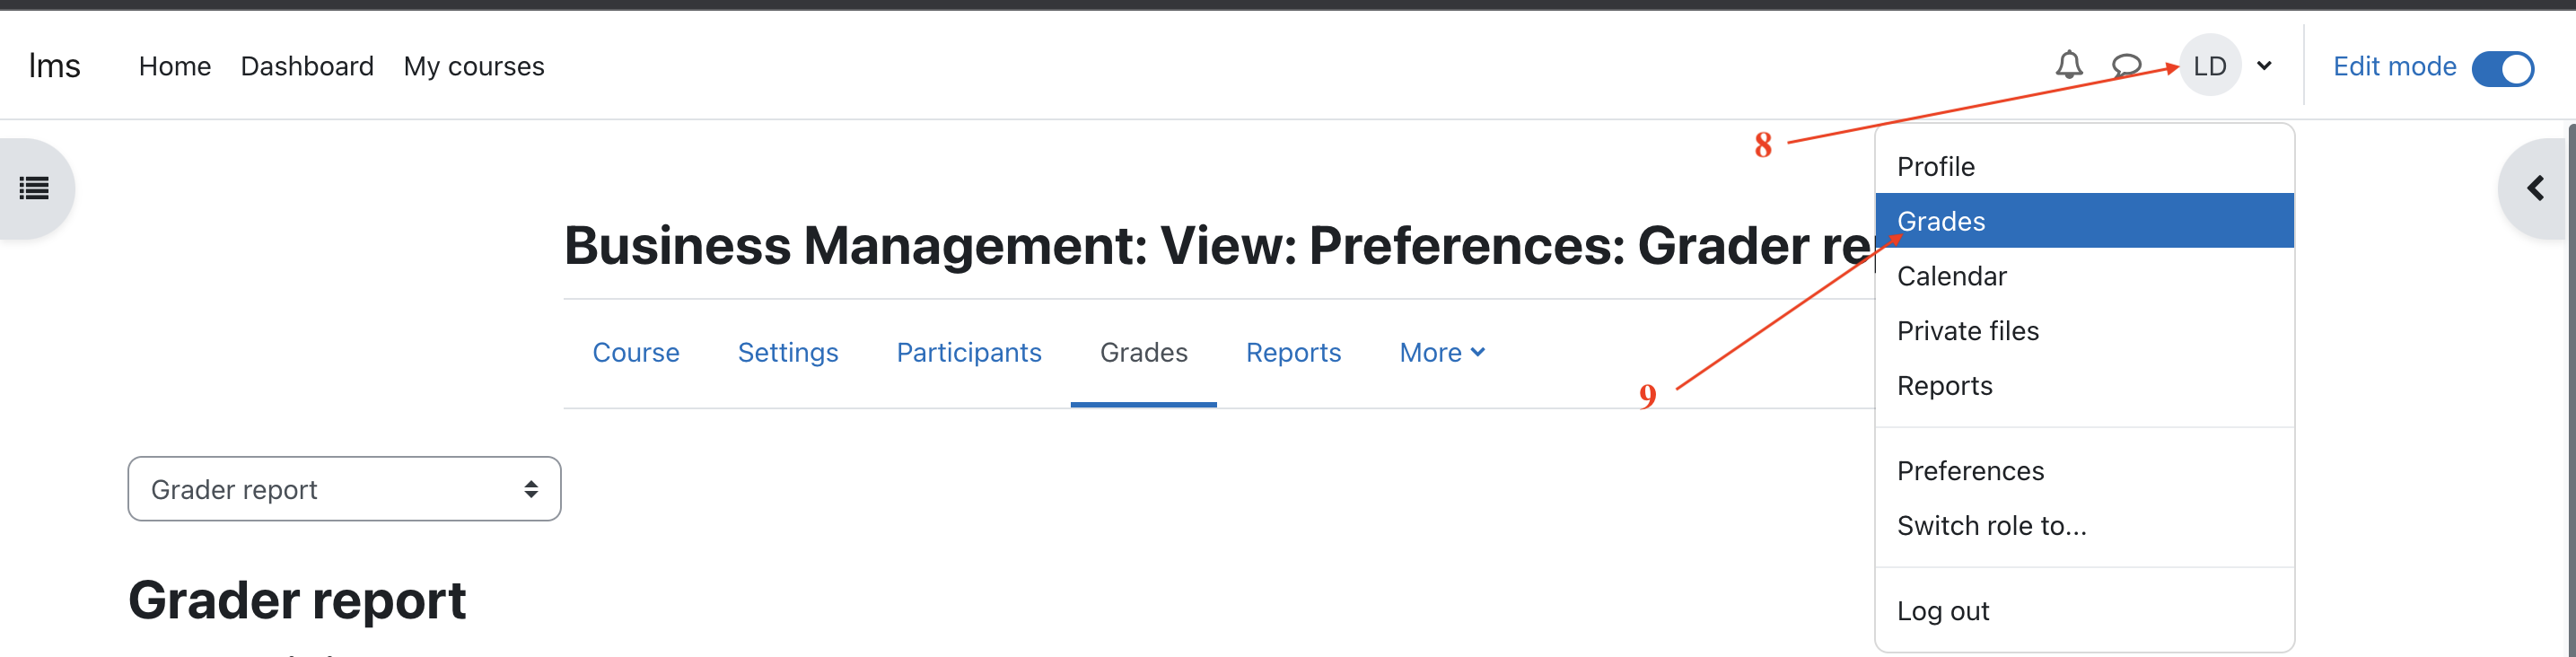 lms Home Dashboard My courses LD Edit mode
8
Profile
Grades
Business Management: View: Preferences: Grader re
Calendar
Private files
Course Settings Participants Grades Reports More
Reports
9
Preferences
Grader report
Switch role to...
Grader report
Log out